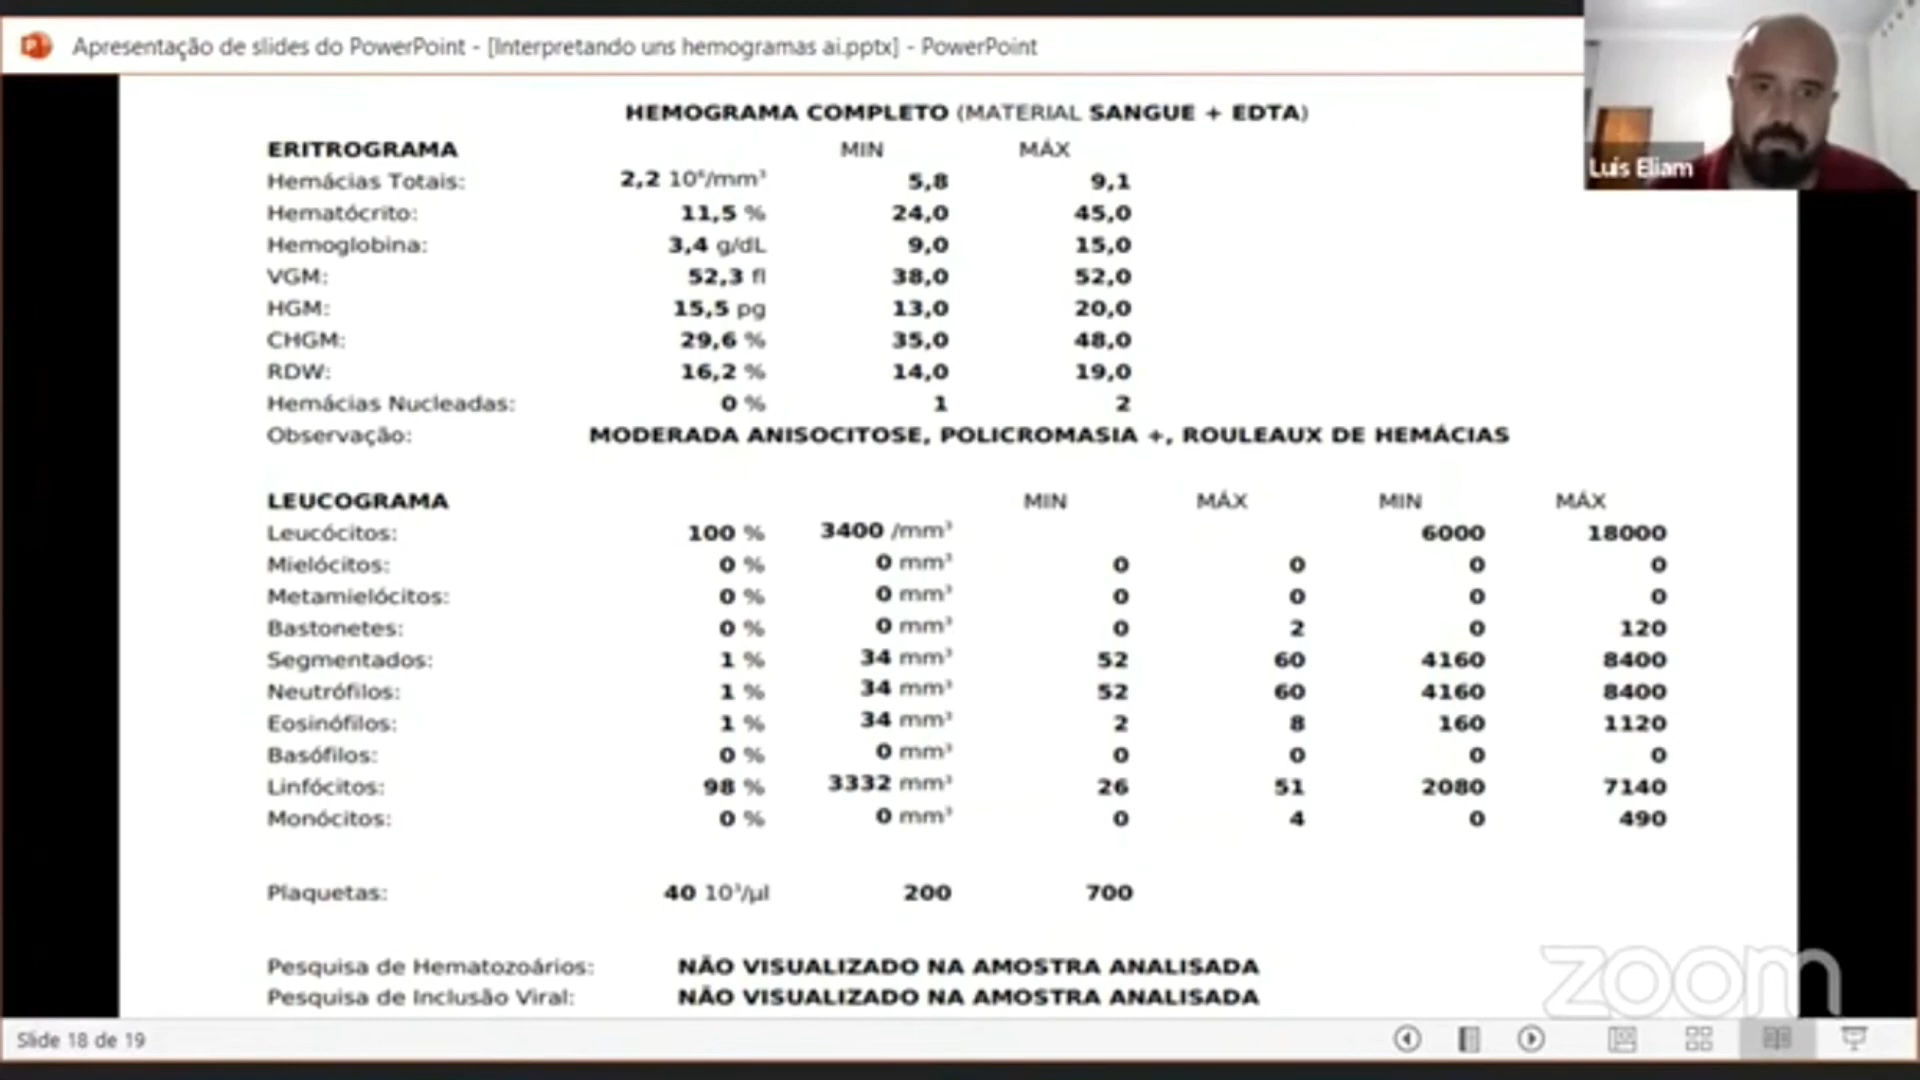 Apresentação de slides do PowerPoint - [Interpretando uns hemogramas ai.pptx] - PowerPoint
Luis Eliam
HEMOGRAMA COMPLETO (MATERIAL SANGUE + EDTA)
ERITROGRAMA MIN MÁX
Hemácias Totais: 2,2 10⁶/mm³ 5,8 9,1
Hematócrito: 11,5 % 24,0 45,0
Hemoglobina: 3,4 g/dL 9,0 15,0
VGM: 52,3 fl 38,0 52,0
HGM: 15,5 pg 13,0 20,0
CHGM: 29,6 % 35,0 48,0
RDW: 16,2 % 14,0 19,0
Hemácias Nucleadas: 0 % 1 2
Observação: MODERADA ANISOCITOSE, POLICROMASIA +, ROULEAUX DE HEMÁCIAS
LEUCOGRAMA MIN MÁX MIN MÁX
Leucócitos: 100 % 3400 /mm³ 6000 18000
Mielócitos: 0 % 0 mm³ 0 0 0 0
Metamielócitos: 0 % 0 mm³ 0 0 0 0
Bastonetes: 0 % 0 mm³ 0 2 0 120
Segmentados: 1 % 34 mm³ 52 60 4160 8400
Neutrófilos: 1 % 34 mm³ 52 60 4160 8400
Eosinófilos: 1 % 34 mm³ 2 8 160 1120
Basófilos: 0 % 0 mm³ 0 0 0 0
Linfócitos: 98 % 3332 mm³ 26 51 2080 7140
Monócitos: 0 % 0 mm³ 0 4 0 490
Plaquetas: 40 10³/µl 200 700
Pesquisa de Hematozoários: NÃO VISUALIZADO NA AMOSTRA ANALISADA
Pesquisa de Inclusão Viral: NÃO VISUALIZADO NA AMOSTRA ANALISADA
zoom
Slide 18 de 19